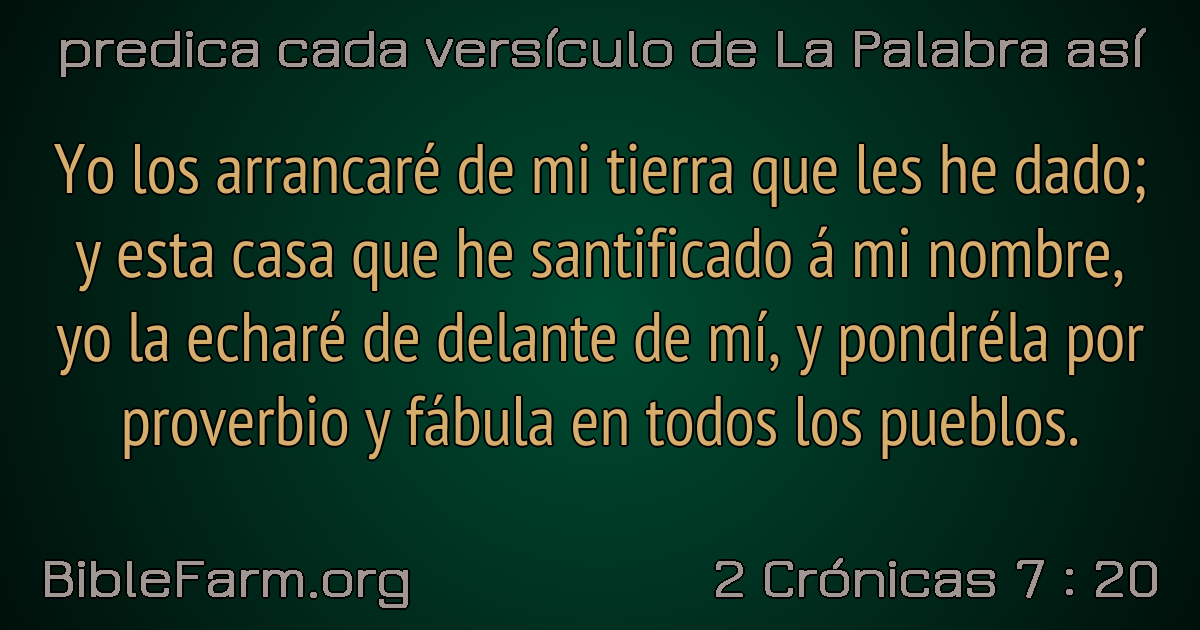 predica cada versículo de La Palabra así
Yo los arrancaré de mi tierra que les he dado;
y esta casa que he santificado á mi nombre,
yo la echaré de delante de mí, y pondréla por
proverbio y fábula en todos los pueblos.
BibleFarm.org
2 Crónicas 7 : 20